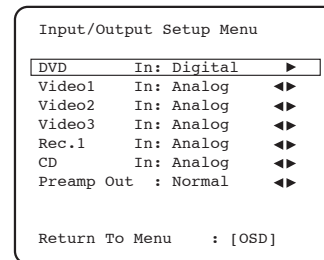 Input/Output Setup Menu
DVD In: Digital ►
Video1 In: Analog ◄►
Video2 In: Analog ◄►
Video3 In: Analog ◄►
Rec.1 In: Analog ◄►
CD In: Analog ◄►
Preamp Out : Normal ◄►
Return To Menu : [OSD]